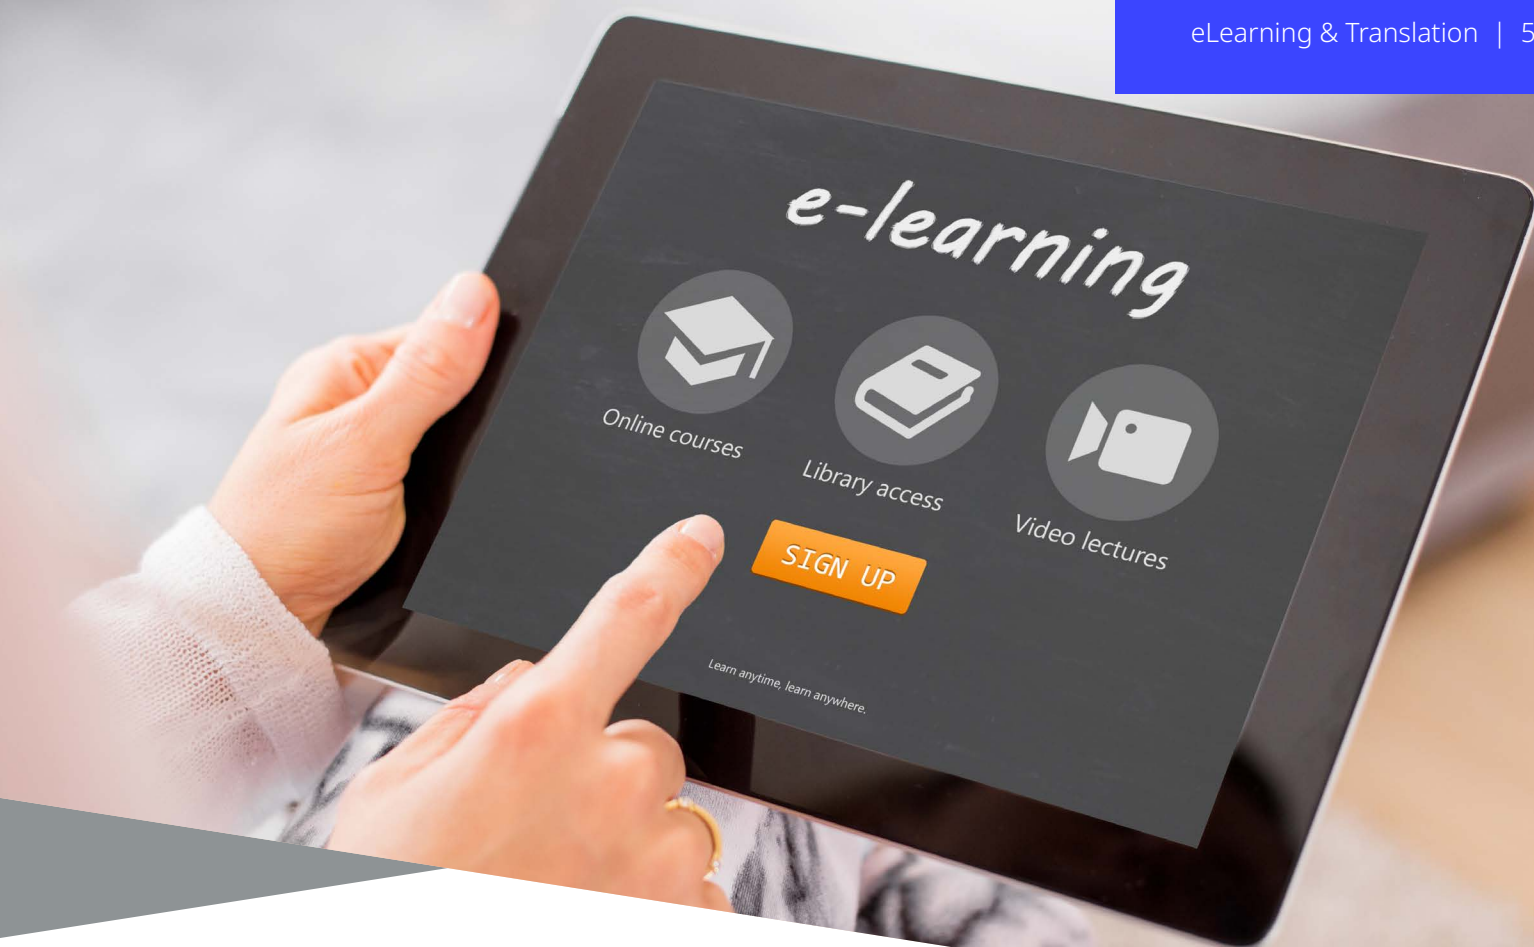 eLearning & Translation | 5
e-learning
Online courses
Library access
Video lectures
SIGN UP
Learn anytime, learn anywhere.